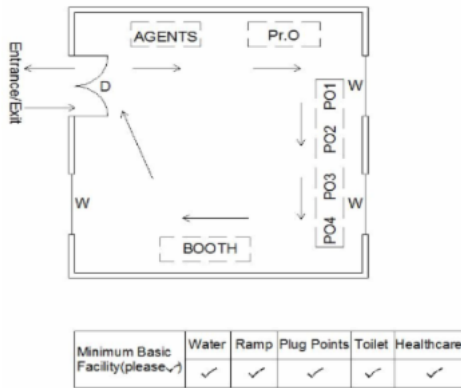 AGENTS
Pr.O
Entrance/Exit
D
W
PO1
PO2
PO3
PO4
W
W
BOOTH
Minimum Basic Facility(please✓)
Water
Ramp
Plug Points
Toilet
Healthcare
✓ ✓ ✓ ✓ ✓